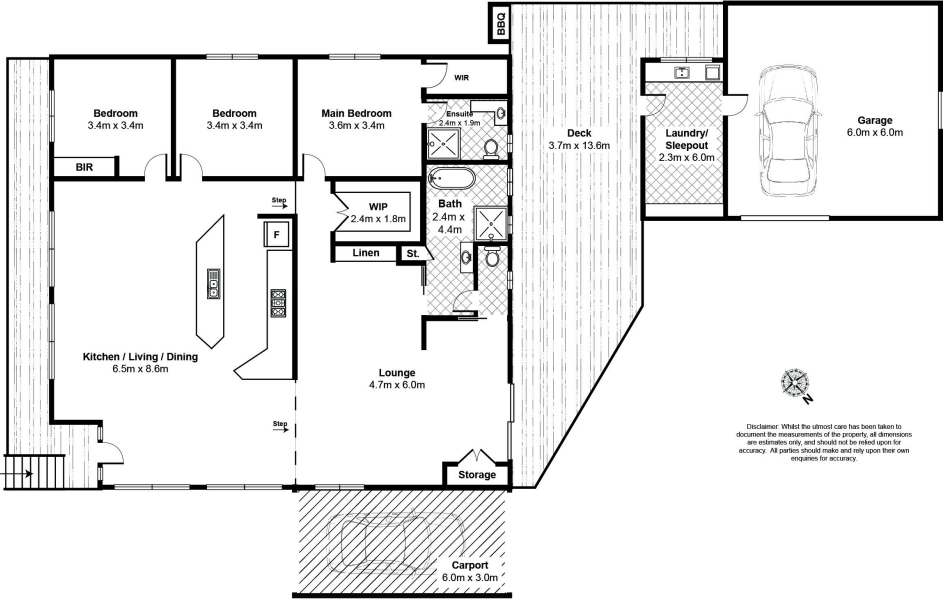 BBQ
WIR
Bedroom
3.4m x 3.4m
Bedroom
3.4m x 3.4m
Main Bedroom
3.6m x 3.4m
Ensuite
2.4m x 1.9m
Deck
3.7m x 13.6m
Laundry/
Sleepout
2.3m x 6.0m
Garage
6.0m x 6.0m
BIR
Step
WIP
2.4m x 1.8m
Bath
2.4m x
4.4m
F
Linen
St.
Kitchen / Living / Dining
6.5m x 8.6m
Lounge
4.7m x 6.0m
Step
Storage
Carport
6.0m x 3.0m
N
Disclaimer: Whilst the utmost care has been taken to
document the measurements of the property, all dimensions
are estimates only, and should not be relied upon for
accuracy. All parties should make and rely upon their own
enquiries for accuracy.